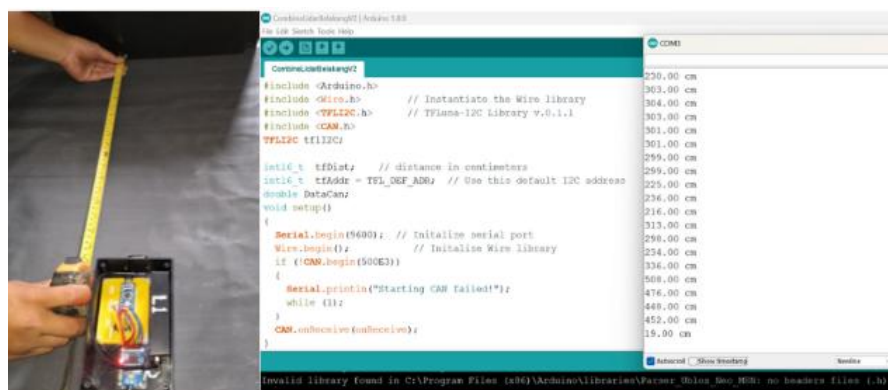 CombineLidarBelakangV2 | Arduino 1.8.0
File Edit Sketch Tools Help
CombineLidarBelakangV2
#include <Arduino.h>
#include <Wire.h> // Instantiate the Wire library
#include <TFLI2C.h> // TFLuna-I2C Library v.0.1.1
#include <CAN.h>
TFLI2C tflI2C;
int16_t tfDist; // distance in centimeters
int16_t tfAddr = TFL_DEF_ADR; // Use this default I2C address
double DataCan;
void setup()
{
Serial.begin(9600); // Initalize serial port
Wire.begin(); // Initalise Wire library
if (!CAN.begin(500E3))
{
Serial.println("Starting CAN failed!");
while (1);
}
CAN.onReceive(onReceive);
}
Invalid library found in C:\Program Files (x86)\Arduino\libraries\Parser_Ublox_Neo_M8N: no headers files (.h)
COM3
230.00 cm
303.00 cm
304.00 cm
303.00 cm
301.00 cm
301.00 cm
299.00 cm
299.00 cm
225.00 cm
236.00 cm
216.00 cm
313.00 cm
298.00 cm
234.00 cm
336.00 cm
508.00 cm
476.00 cm
448.00 cm
452.00 cm
19.00 cm
Autoscroll Show timestamp Newline
L1